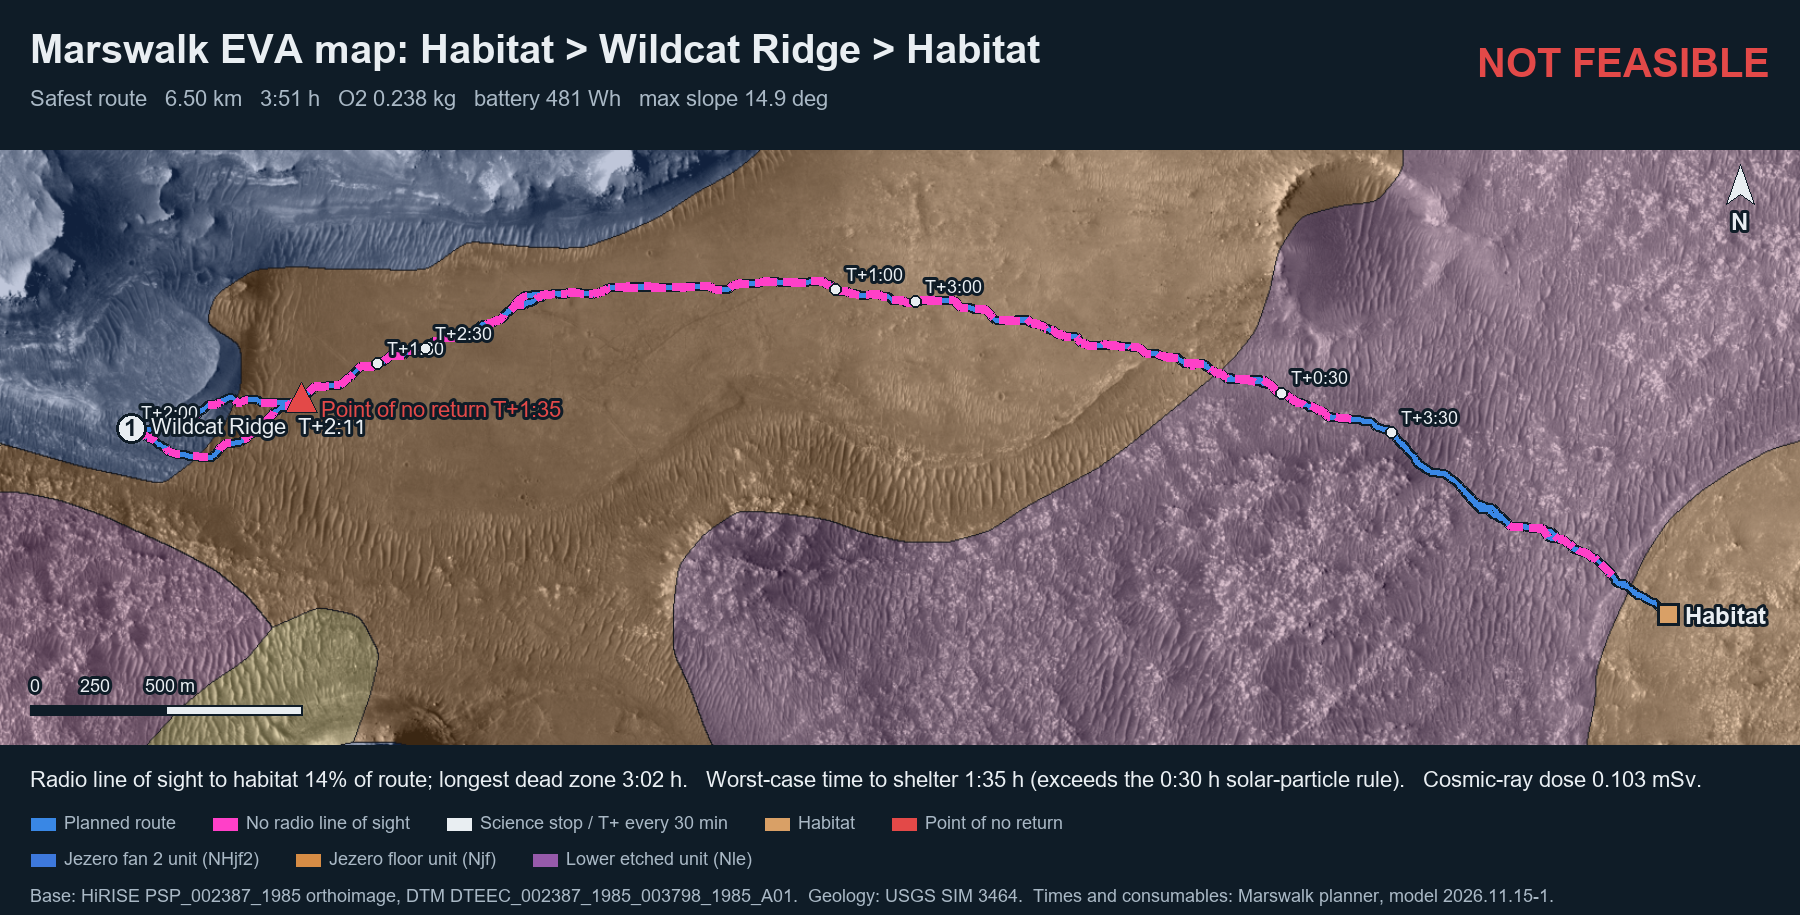 Marswalk EVA map: Habitat > Wildcat Ridge > Habitat
NOT FEASIBLE
Safest route 6.50 km 3:51 h O2 0.238 kg battery 481 Wh max slope 14.9 deg
N
T+1:00
T+3:00
T+2:30
T+1:30
T+0:30
T+3:30
Point of no return T+1:35
T+2:00
1 Wildcat Ridge T+2:11
Habitat
0 250 500 m
Radio line of sight to habitat 14% of route; longest dead zone 3:02 h. Worst-case time to shelter 1:35 h (exceeds the 0:30 h solar-particle rule). Cosmic-ray dose 0.103 mSv.
Planned route No radio line of sight Science stop / T+ every 30 min Habitat Point of no return
Jezero fan 2 unit (NHjf2) Jezero floor unit (Njf) Lower etched unit (Nle)
Base: HiRISE PSP_002387_1985 orthoimage, DTM DTEEC_002387_1985_003798_1985_A01. Geology: USGS SIM 3464. Times and consumables: Marswalk planner, model 2026.11.15-1.